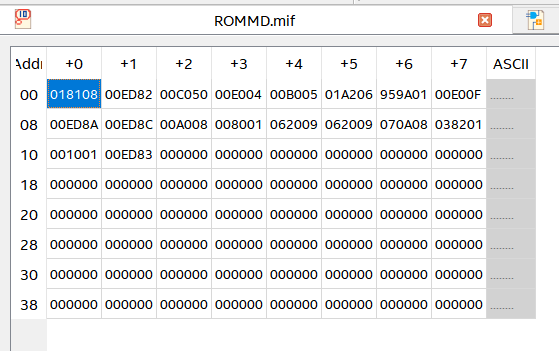 ROMMD.mif
Addr +0 +1 +2 +3 +4 +5 +6 +7 ASCII
00 018108 00ED82 00C050 00E004 00B005 01A206 959A01 00E00F ........
08 00ED8A 00ED8C 00A008 008001 062009 062009 070A08 038201 ........
10 001001 00ED83 000000 000000 000000 000000 000000 000000 ........
18 000000 000000 000000 000000 000000 000000 000000 000000 ........
20 000000 000000 000000 000000 000000 000000 000000 000000 ........
28 000000 000000 000000 000000 000000 000000 000000 000000 ........
30 000000 000000 000000 000000 000000 000000 000000 000000 ........
38 000000 000000 000000 000000 000000 000000 000000 000000 ........